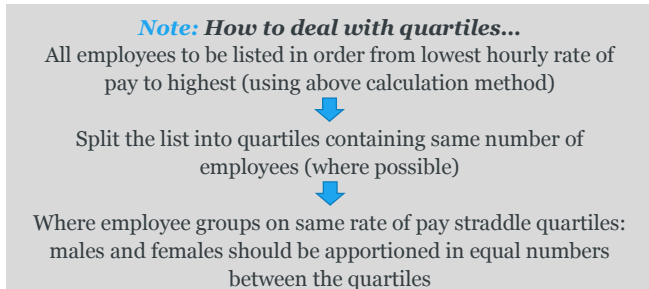 Note: How to deal with quartiles...
All employees to be listed in order from lowest hourly rate of
pay to highest (using above calculation method)
Split the list into quartiles containing same number of
employees (where possible)
Where employee groups on same rate of pay straddle quartiles:
males and females should be apportioned in equal numbers
between the quartiles